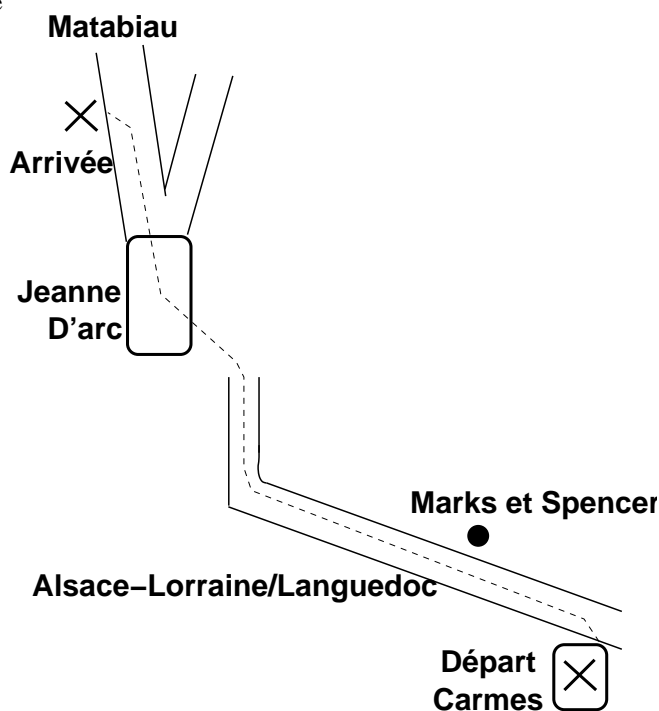 Matabiau
Arrivée
Jeanne
D'arc
Marks et Spencer
Alsace–Lorraine/Languedoc
Départ
Carmes